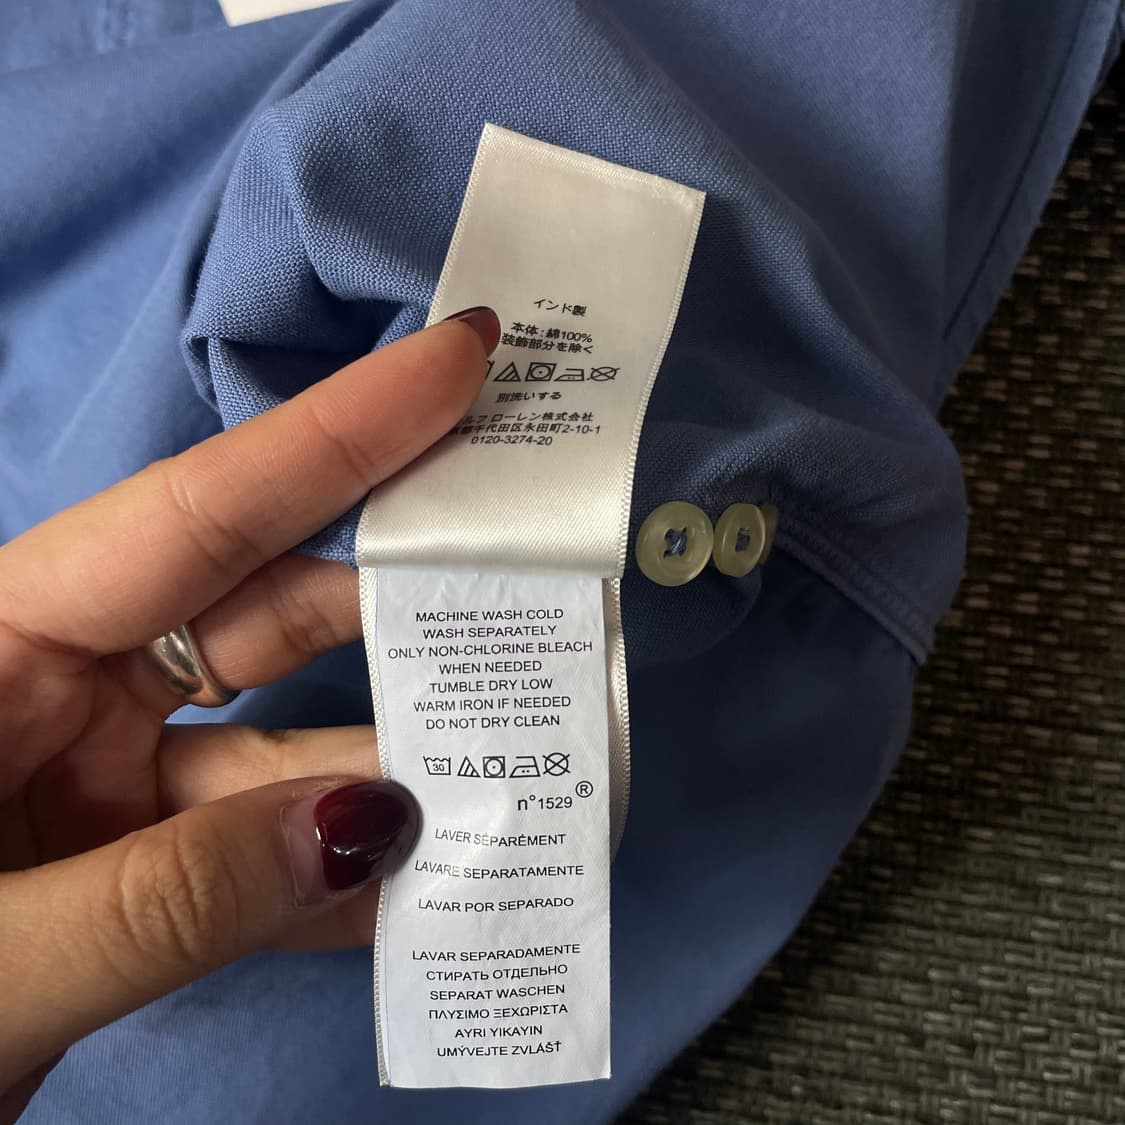 インド製
本体:綿100%
装飾部分を除く
別洗いする
ルフ ローレン株式会社
京都千代田区永田町2-10-1
0120-3274-20
MACHINE WASH COLD
WASH SEPARATELY
ONLY NON-CHLORINE BLEACH
WHEN NEEDED
TUMBLE DRY LOW
WARM IRON IF NEEDED
DO NOT DRY CLEAN
30
n°1529 ®
LAVER SÉPARÉMENT
LAVARE SEPARATAMENTE
LAVAR POR SEPARADO
LAVAR SEPARADAMENTE
СТИРАТЬ ОТДЕЛЬНО
SEPARAT WASCHEN
ΠΛΥΣΙΜΟ ΞΕΧΩΡΙΣΤΑ
AYRI YIKAYIN
UMÝVEJTE ZVLÁŠŤ